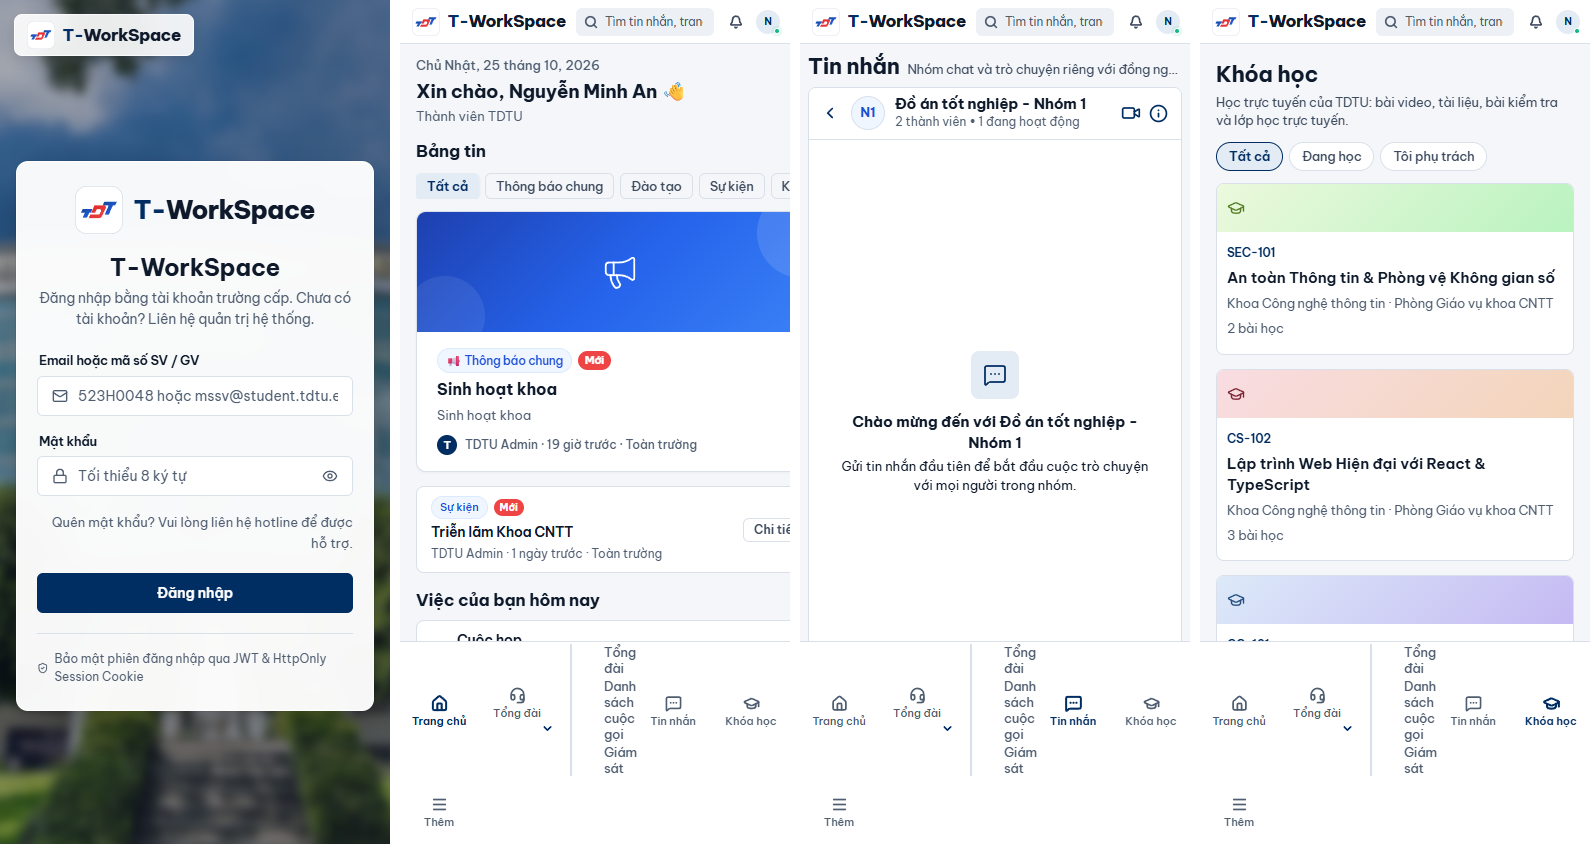 TDT T-WorkSpace
TDT T-WorkSpace
T-WorkSpace
Đăng nhập bằng tài khoản trường cấp. Chưa có
tài khoản? Liên hệ quản trị hệ thống.
Email hoặc mã số SV / GV
523H0048 hoặc mssv@student.tdtu.e
Mật khẩu
Tối thiểu 8 ký tự
Quên mật khẩu? Vui lòng liên hệ hotline để được
hỗ trợ.
Đăng nhập
Bảo mật phiên đăng nhập qua JWT & HttpOnly
Session Cookie
TDT T-WorkSpace
Tìm tin nhắn, tran
N
Chủ Nhật, 25 tháng 10, 2026
Xin chào, Nguyễn Minh An 👋
Thành viên TDTU
Bảng tin
Tất cả
Thông báo chung
Đào tạo
Sự kiện
K
Thông báo chung
Mới
Sinh hoạt khoa
Sinh hoạt khoa
T TDTU Admin · 19 giờ trước · Toàn trường
Sự kiện
Mới
Triển lãm Khoa CNTT
TDTU Admin · 1 ngày trước · Toàn trường
Chi tiế
Việc của bạn hôm nay
Cuộc họp
Trang chủ
Tổng đài
Tổng
đài
Danh
sách
cuộc
gọi
Giám
sát
Tin nhắn
Khóa học
Thêm
TDT T-WorkSpace
Tìm tin nhắn, tran
N
Tin nhắn
Nhóm chat và trò chuyện riêng với đồng ng...
N1
Đồ án tốt nghiệp - Nhóm 1
2 thành viên • 1 đang hoạt động
Chào mừng đến với Đồ án tốt nghiệp -
Nhóm 1
Gửi tin nhắn đầu tiên để bắt đầu cuộc trò chuyện
với mọi người trong nhóm.
Trang chủ
Tổng đài
Tổng
đài
Danh
sách
cuộc
gọi
Giám
sát
Tin nhắn
Khóa học
Thêm
TDT T-WorkSpace
Tìm tin nhắn, tran
N
Khóa học
Học trực tuyến của TDTU: bài video, tài liệu, bài kiểm tra
và lớp học trực tuyến.
Tất cả
Đang học
Tôi phụ trách
SEC-101
An toàn Thông tin & Phòng vệ Không gian số
Khoa Công nghệ thông tin · Phòng Giáo vụ khoa CNTT
2 bài học
CS-102
Lập trình Web Hiện đại với React &
TypeScript
Khoa Công nghệ thông tin · Phòng Giáo vụ khoa CNTT
3 bài học
Trang chủ
Tổng đài
Tổng
đài
Danh
sách
cuộc
gọi
Giám
sát
Tin nhắn
Khóa học
Thêm